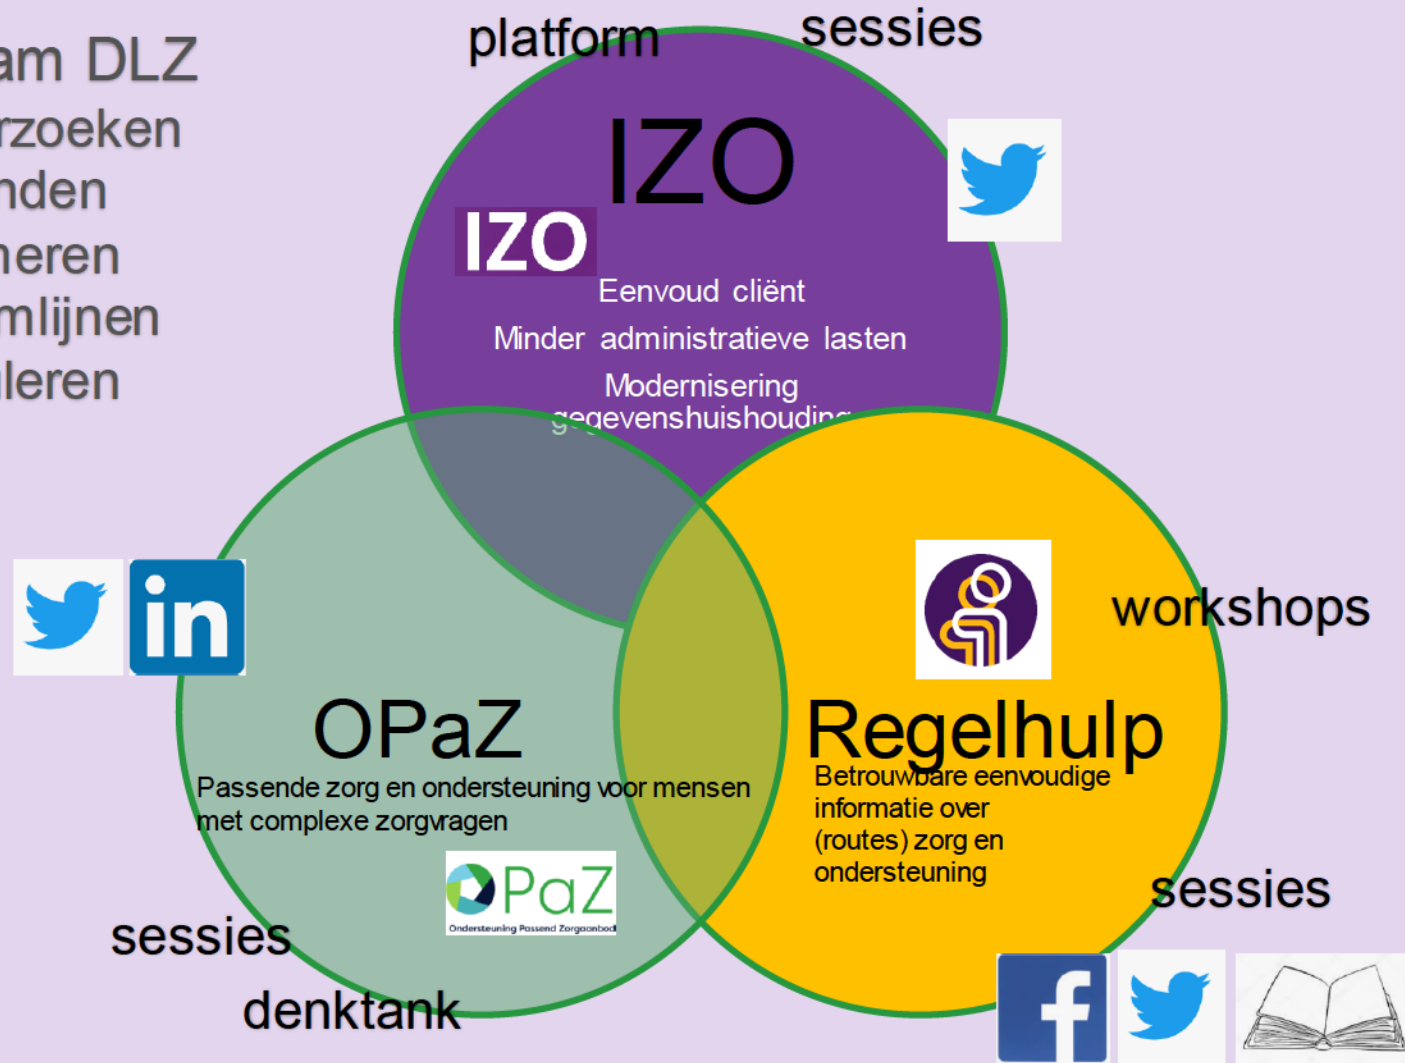 platform
sessies
am DLZ
rzoeken
nden
neren
mlijnen
leren
IZO
IZO
Eenvoud cliënt
Minder administratieve lasten
Modernisering
gegevenshuishouding
in
workshops
OPaZ
Passende zorg en ondersteuning voor mensen
met complexe zorgvragen
OPaZ
Ondersteuning Passend Zorgaanbod
Regelhulp
Betrouwbare eenvoudige
informatie over
(routes) zorg en
ondersteuning
sessies
sessies
denktank
f